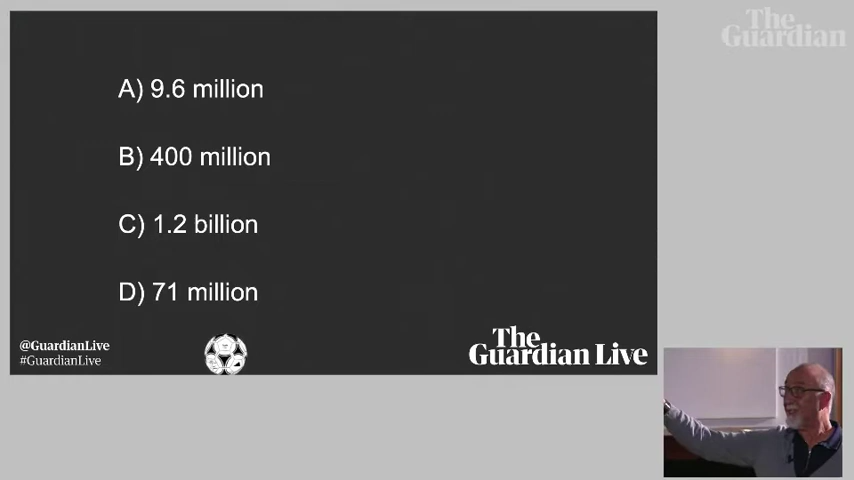 The
Guardian
A) 9.6 million
B) 400 million
C) 1.2 billion
D) 71 million
@GuardianLive
#GuardianLive
The
Guardian Live